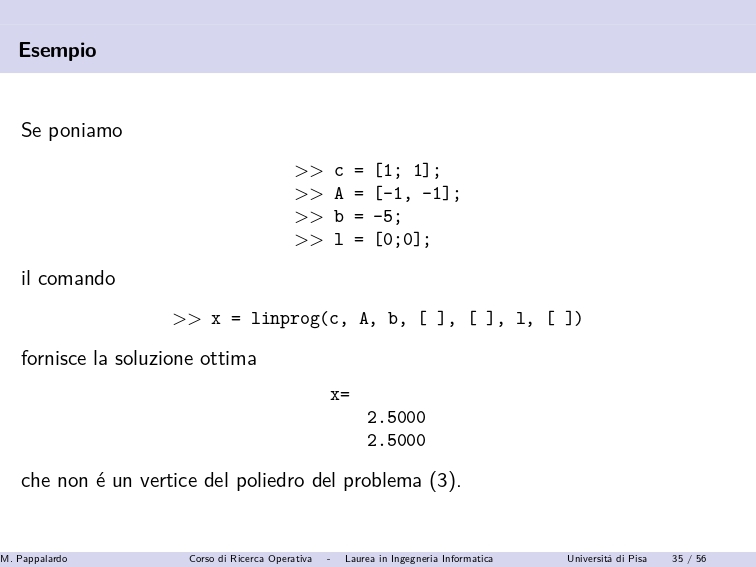 Esempio
Se poniamo
>> c = [1; 1];
>> A = [-1, -1];
>> b = -5;
>> l = [0;0];
il comando
>> x = linprog(c, A, b, [ ], [ ], l, [ ])
fornisce la soluzione ottima
x=
2.5000
2.5000
che non é un vertice del poliedro del problema (3).
M. Pappalardo Corso di Ricerca Operativa - Laurea in Ingegneria Informatica Universitá di Pisa 35 / 56